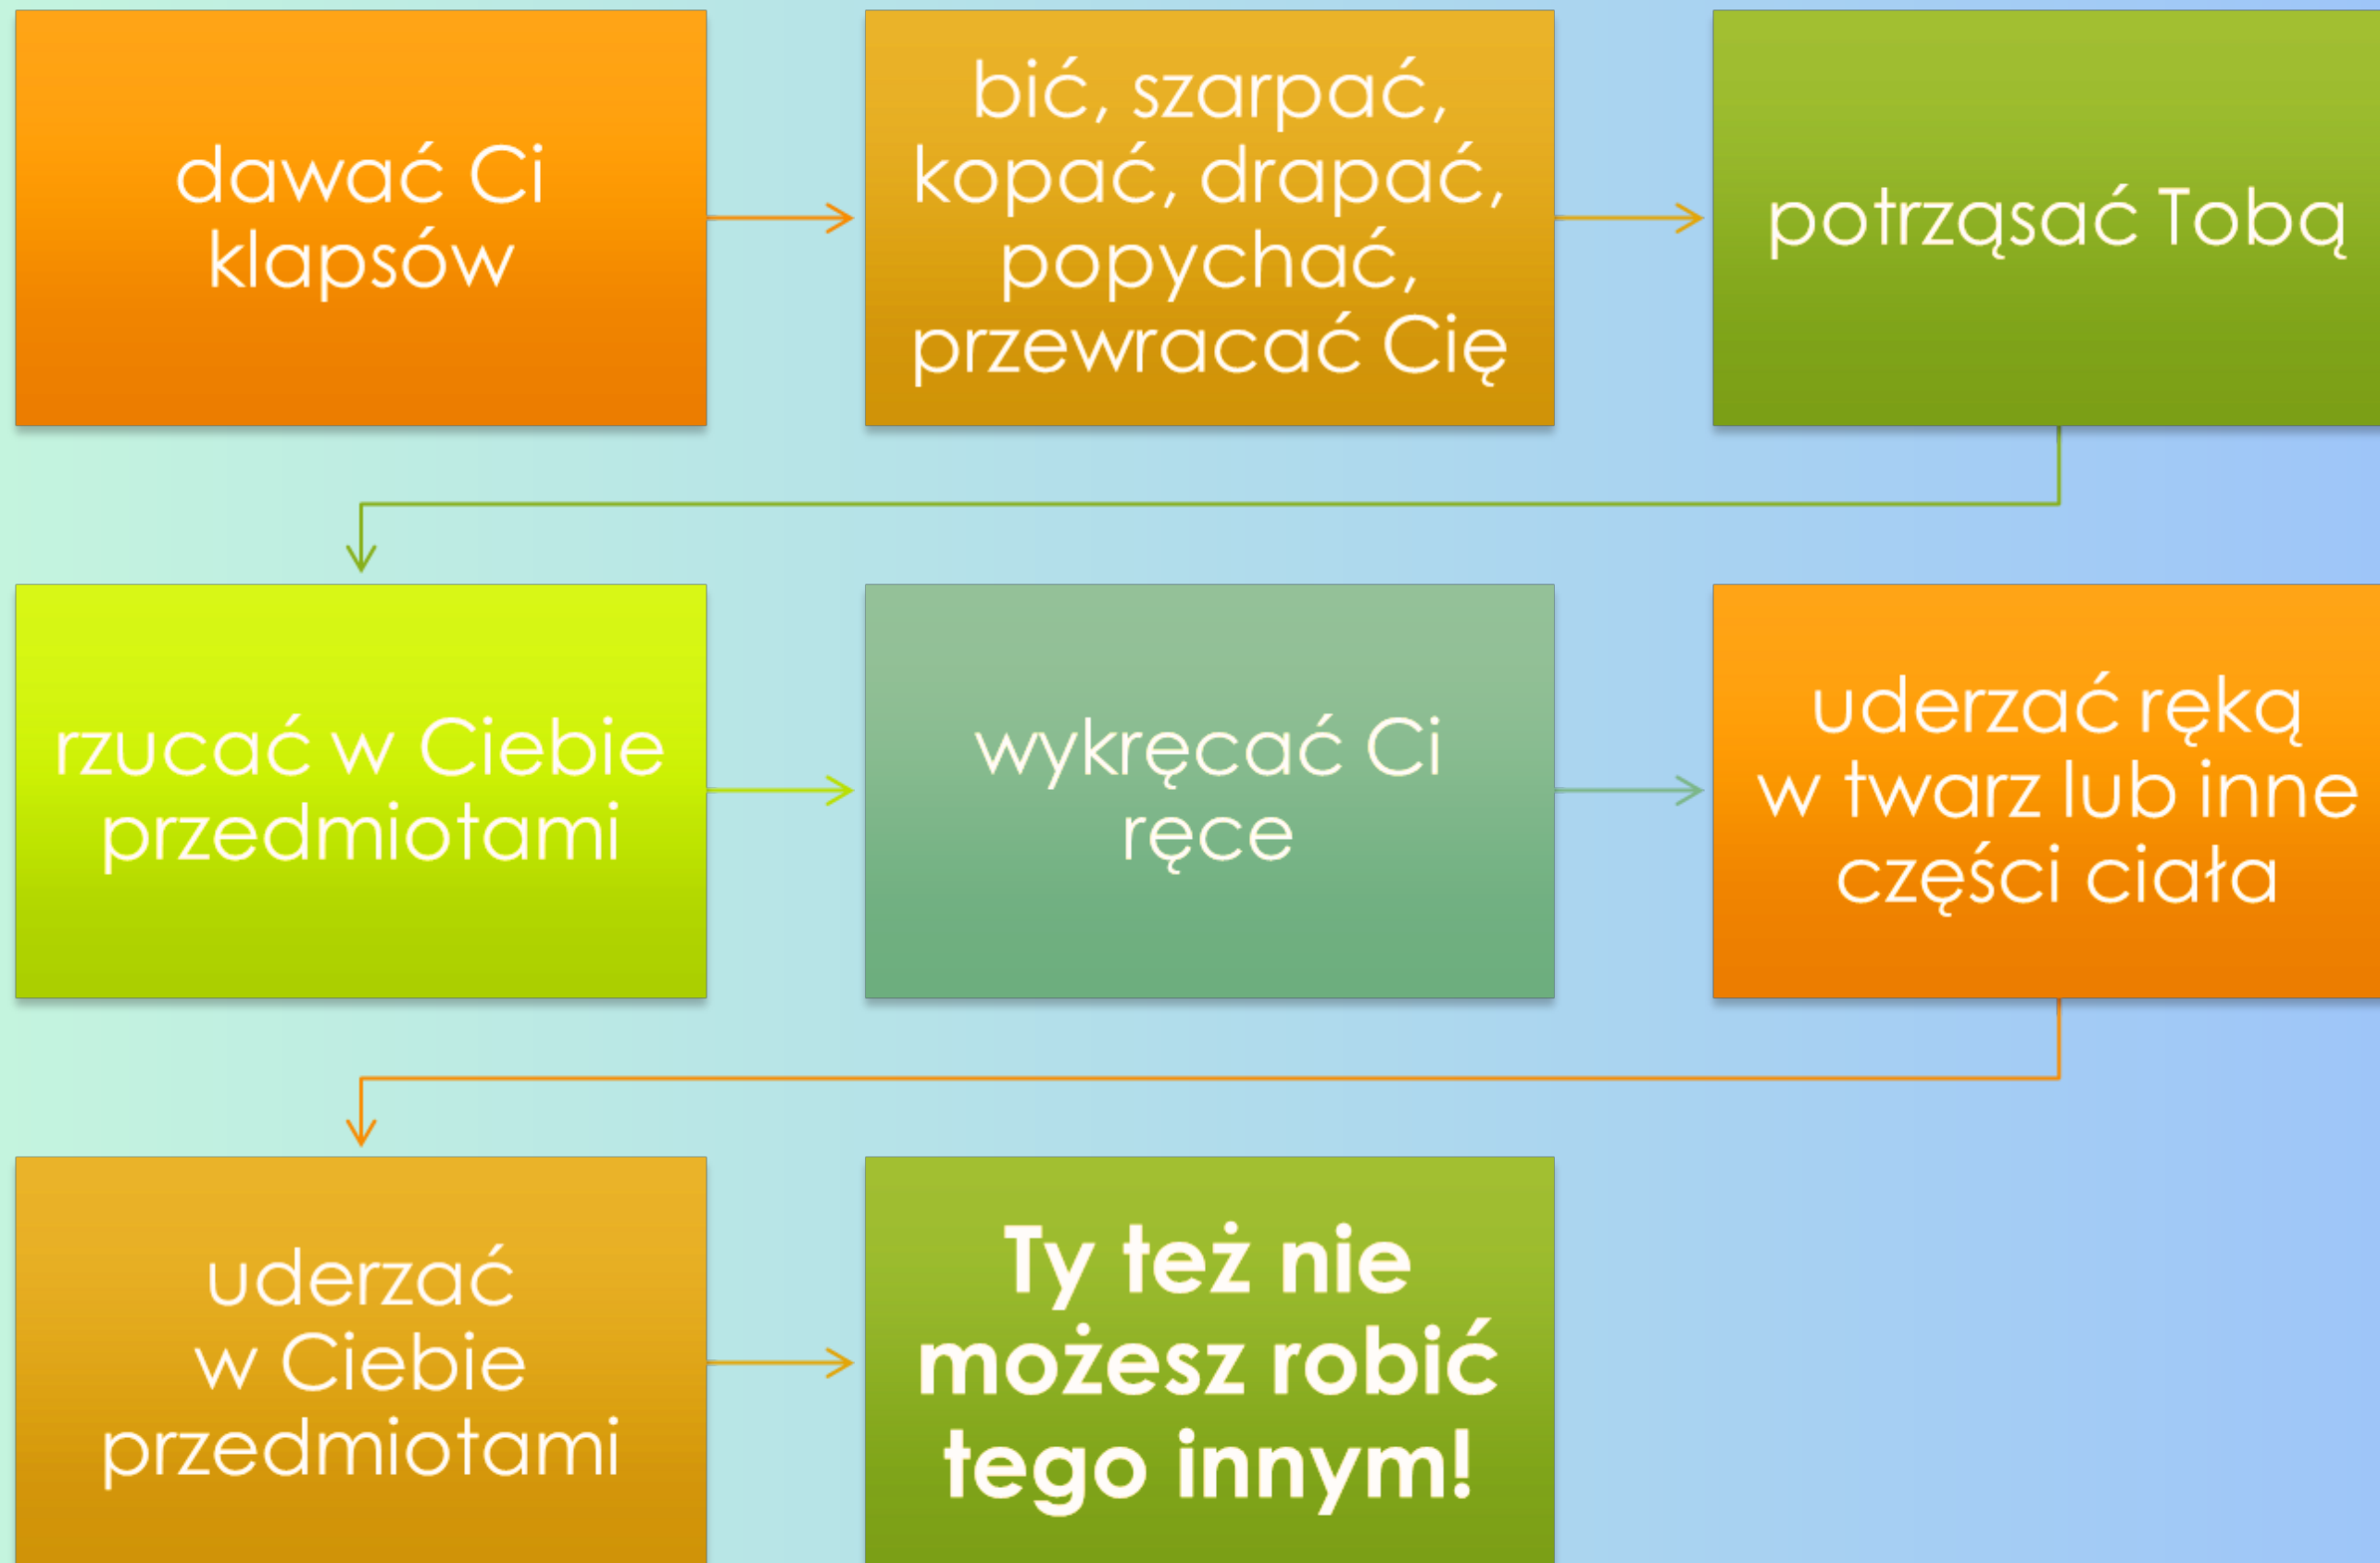 dawać Ci
klapsów
bić, szarpać,
kopać, drapać,
popychać,
przewracać Cię
potrząsać Tobą
rzucać w Ciebie
przedmiotami
wykręcać Ci
ręce
uderzać ręką
w twarz lub inne
części ciała
uderzać
w Ciebie
przedmiotami
Ty też nie
możesz robić
tego innym!